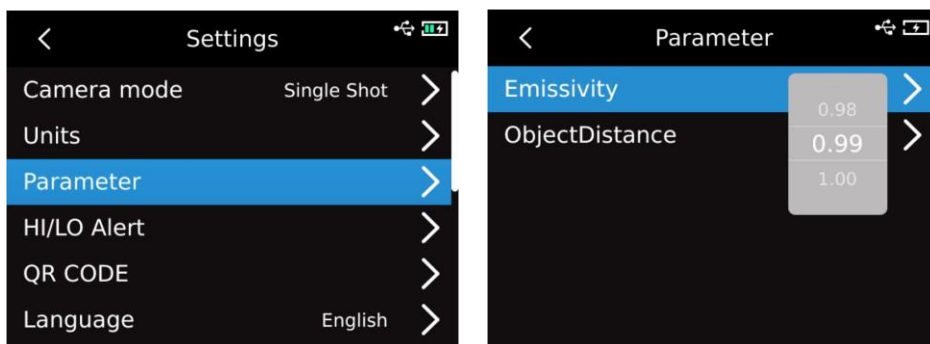 Settings
Camera mode Single Shot
Units
Parameter
HI/LO Alert
QR CODE
Language English
Parameter
Emissivity
0.98
ObjectDistance
0.99
1.00